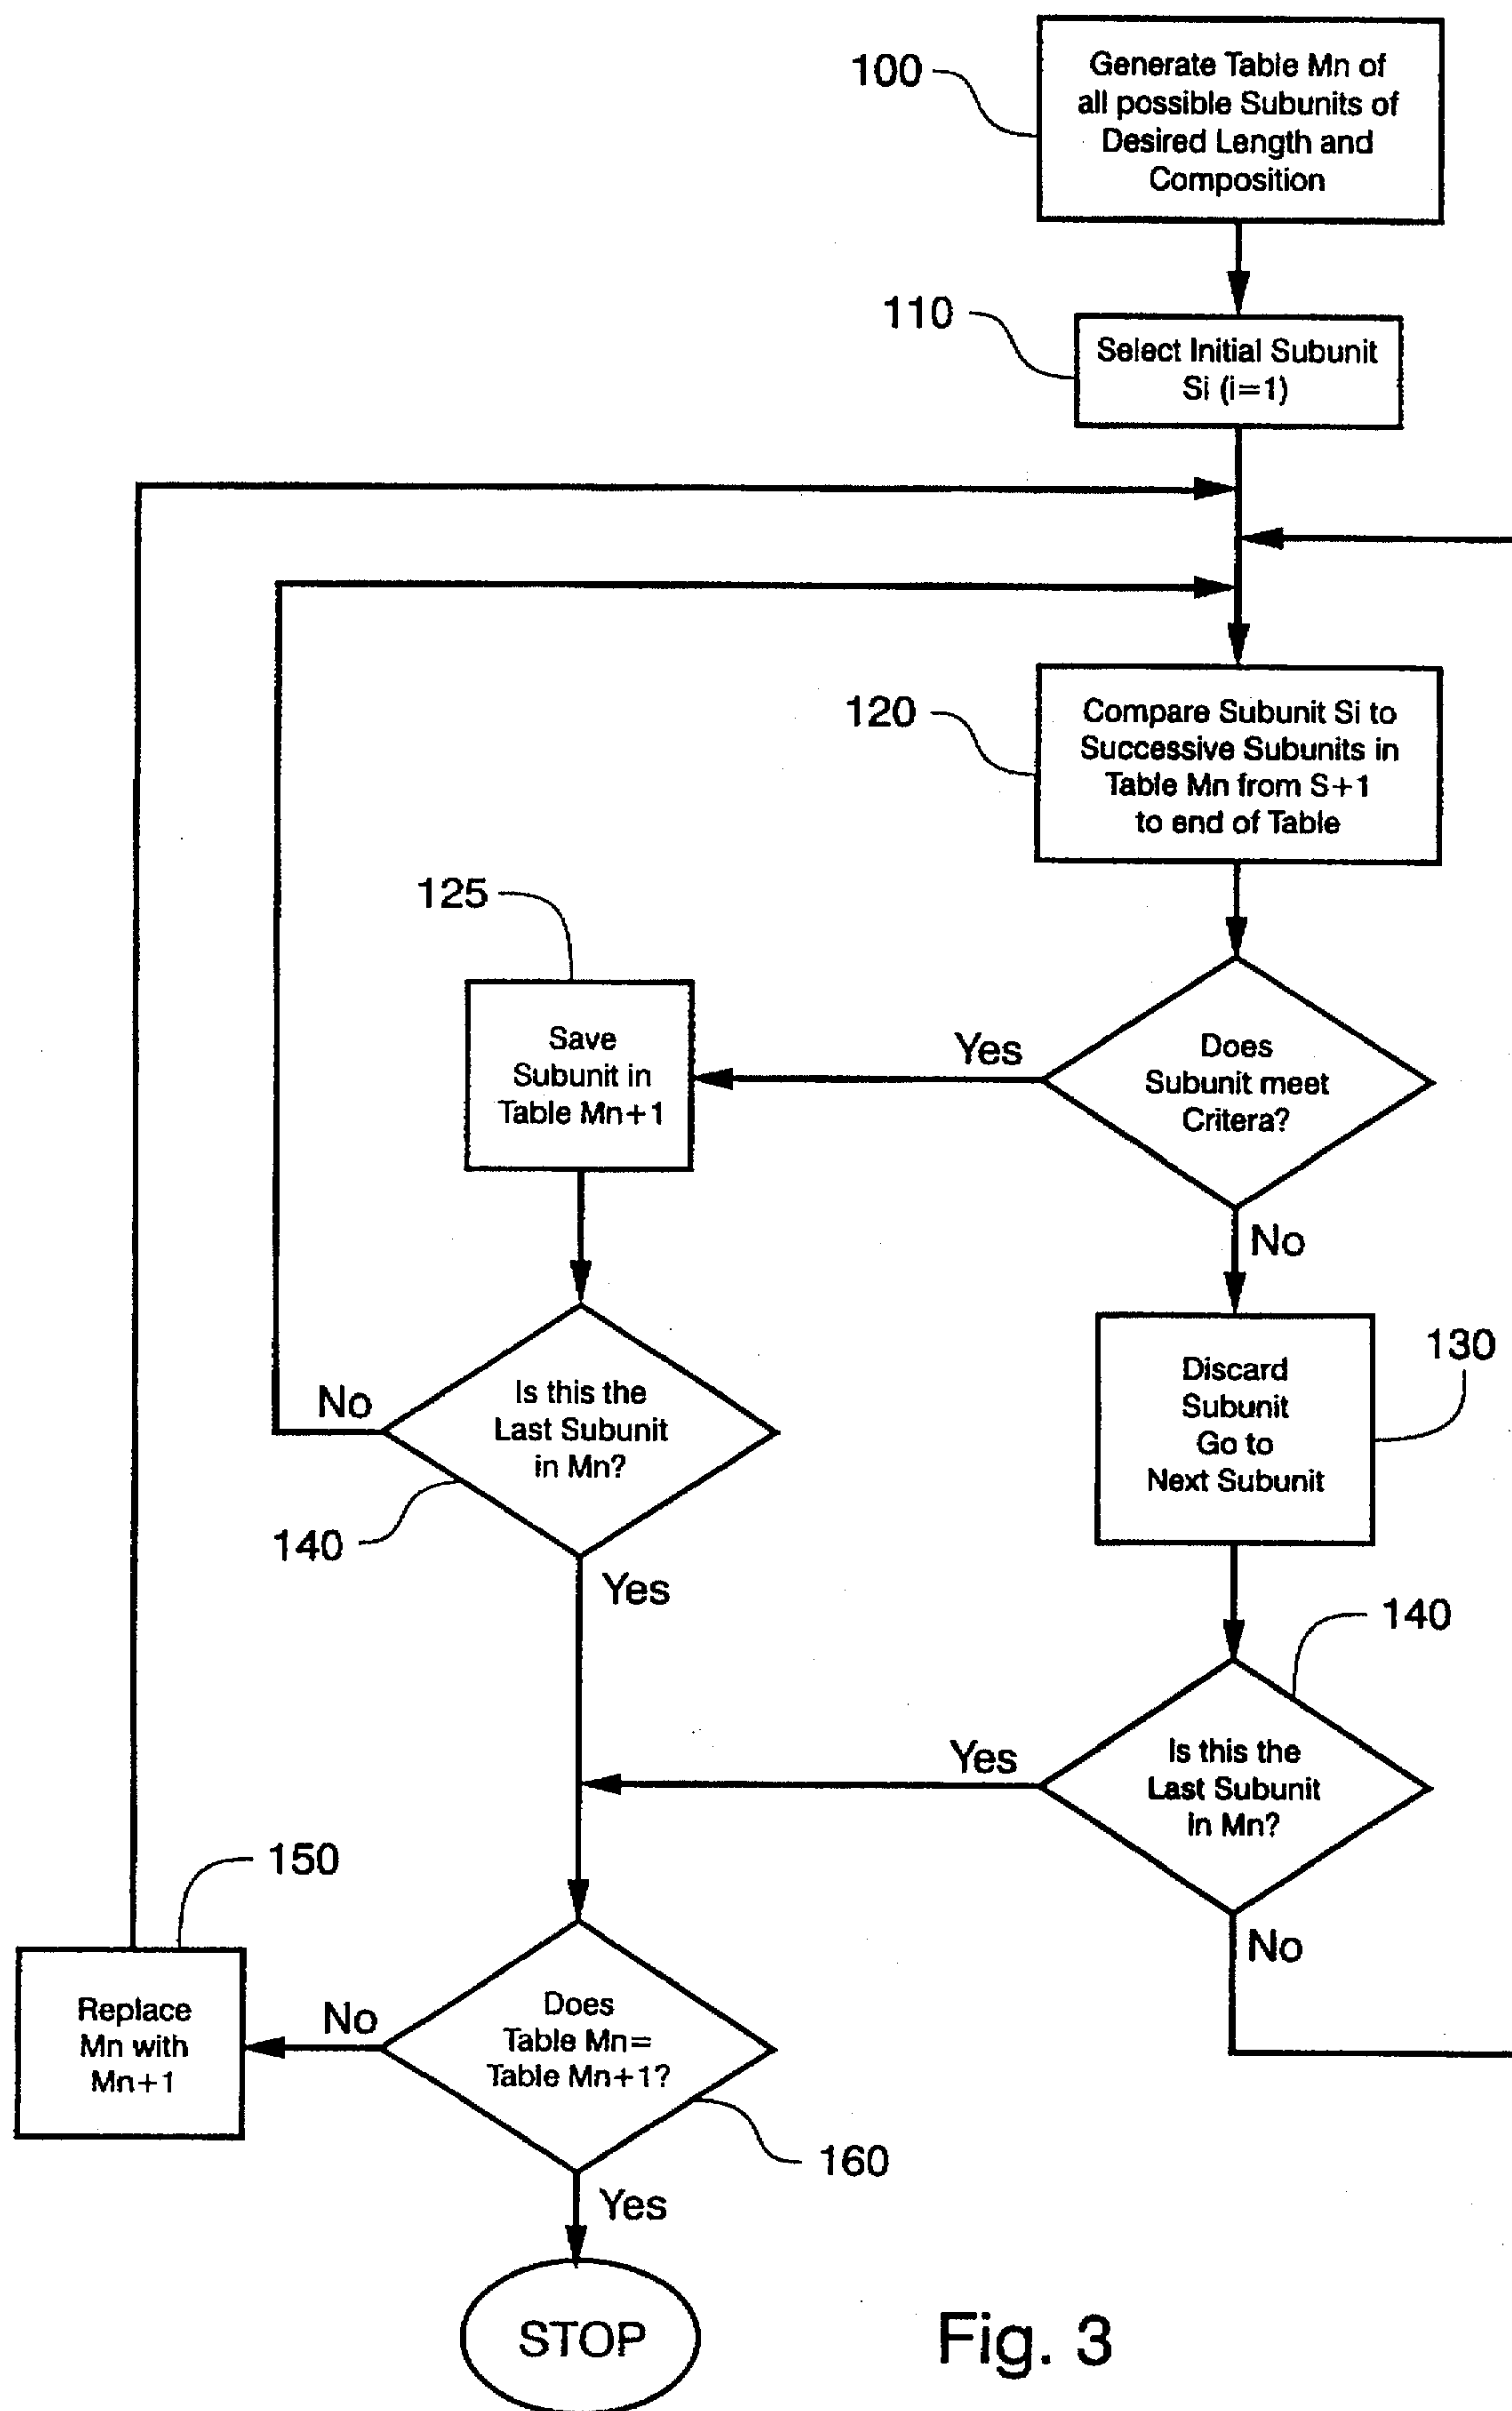 100
Generate Table Mn of
all possible Subunits of
Desired Length and
Composition
110
Select Initial Subunit
Si (i=1)
120
Compare Subunit Si to
Successive Subunits in
Table Mn from S+1
to end of Table
125
Save
Subunit in
Table Mn+1
Yes
Does
Subunit meet
Critera?
No
130
Discard
Subunit
Go to
Next Subunit
No
Is this the
Last Subunit
in Mn?
140
Yes
140
Yes
Is this the
Last Subunit
in Mn?
No
150
Replace
Mn with
Mn+1
No
Does
Table Mn=
Table Mn+1?
160
Yes
STOP
Fig. 3